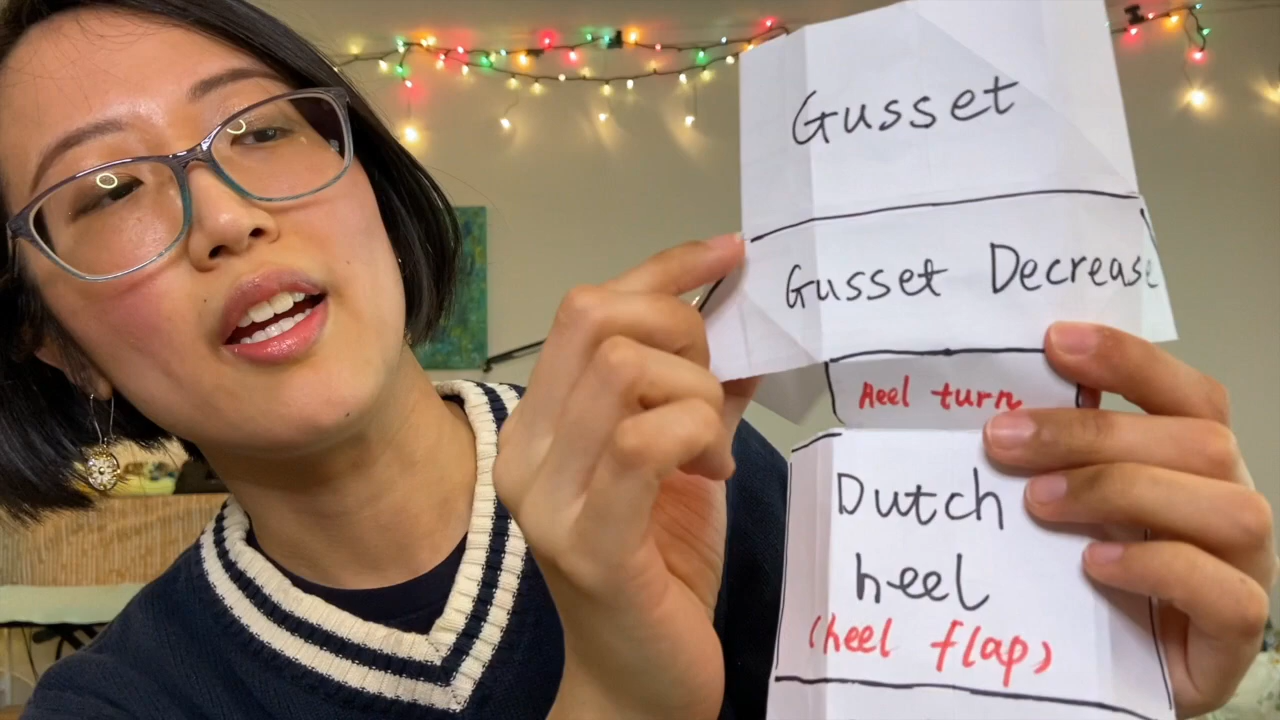 Gusset
Gusset Decrease
Heel turn
Dutch
heel
(heel flap)